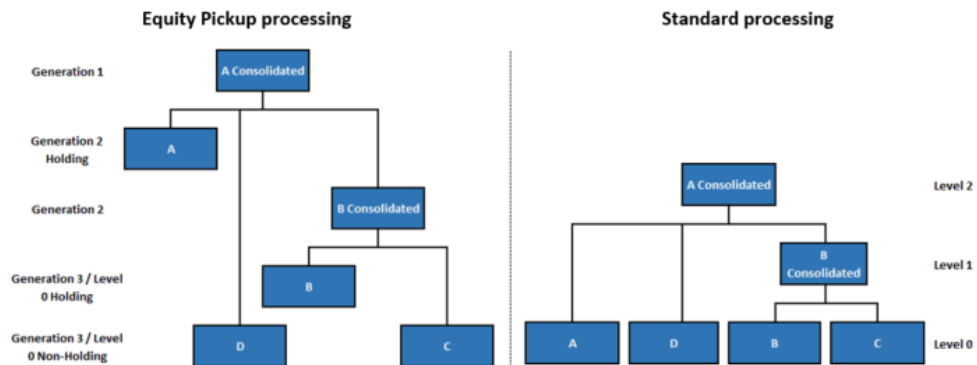 Equity Pickup processing
Standard processing
Generation 1
A Consolidated
Generation 2
Holding
A
A Consolidated
Level 2
Generation 2
B Consolidated
B
Consolidated
Level 1
Generation 3 / Level
0 Holding
B
Generation 3 / Level
0 Non-Holding
D
C
A
D
B
C
Level 0